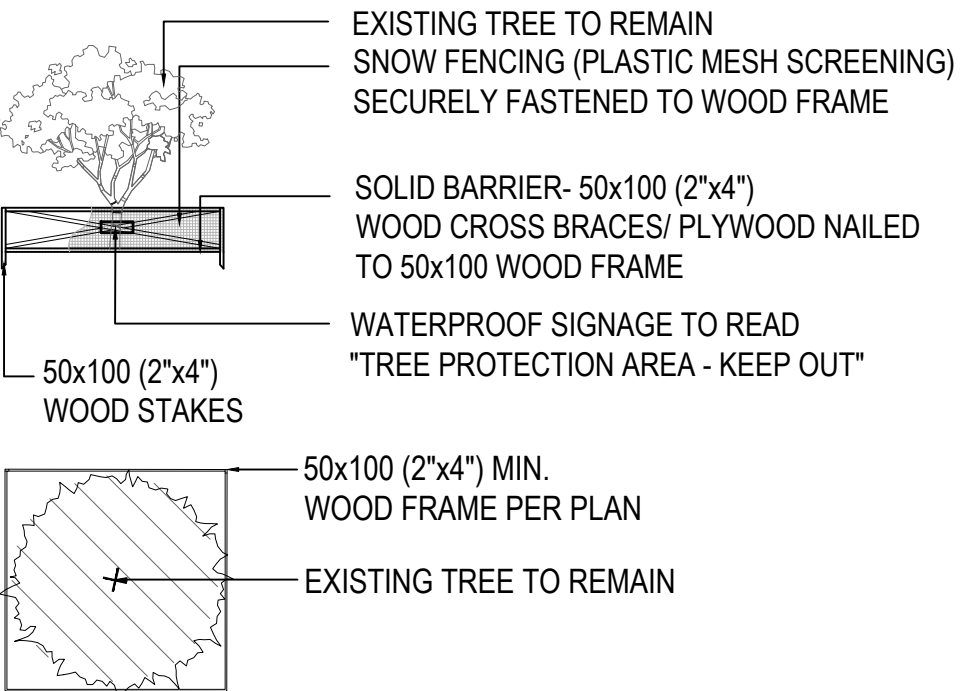 EXISTING TREE TO REMAIN
SNOW FENCING (PLASTIC MESH SCREENING)
SECURELY FASTENED TO WOOD FRAME
SOLID BARRIER- 50x100 (2"x4")
WOOD CROSS BRACES/ PLYWOOD NAILED
TO 50x100 WOOD FRAME
WATERPROOF SIGNAGE TO READ
"TREE PROTECTION AREA - KEEP OUT"
50x100 (2"x4")
WOOD STAKES
50x100 (2"x4") MIN.
WOOD FRAME PER PLAN
EXISTING TREE TO REMAIN